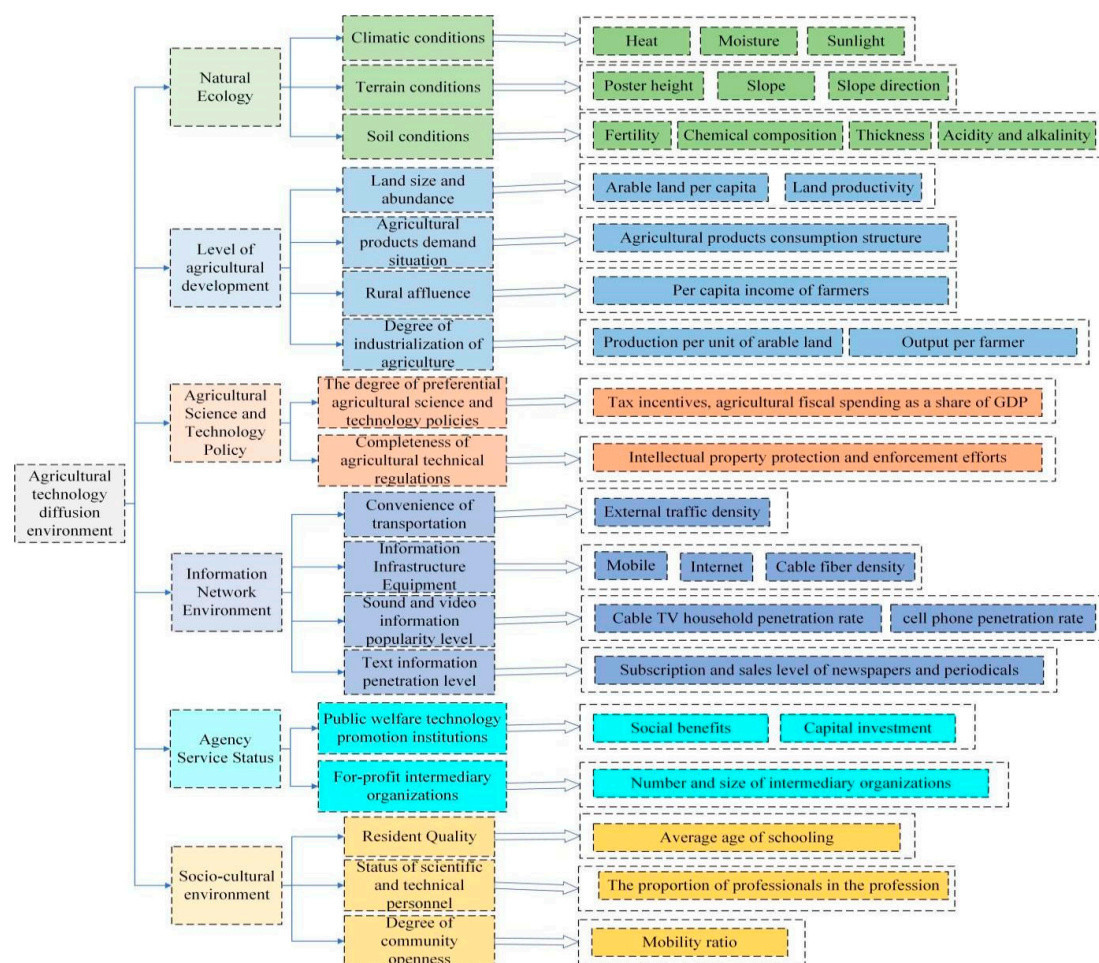 Climatic conditions
Heat
Moisture
Sunlight
Natural
Ecology
Terrain conditions
Poster height
Slope
Slope direction
Soil conditions
Fertility
Chemical composition
Thickness
Acidity and alkalinity
Land size and
abundance
Arable land per capita
Land productivity
Level of
agricultural
development
Agricultural
products demand
situation
Agricultural products consumption structure
Rural affluence
Per capita income of farmers
Degree of
industrialization of
agriculture
Production per unit of arable land
Output per farmer
Agricultural
Science and
Technology
Policy
The degree of preferential
agricultural science and
technology policies
Tax incentives, agricultural fiscal spending as a share of GDP
Completeness of
agricultural technical
regulations
Intellectual property protection and enforcement efforts
Agricultural
technology
diffusion
environment
Convenience of
transportation
External traffic density
Information
Network
Environment
Information
Infrastructure
Equipment
Mobile
Internet
Cable fiber density
Sound and video
information
popularity level
Cable TV household penetration rate
cell phone penetration rate
Text information
penetration level
Subscription and sales level of newspapers and periodicals
Agency
Service Status
Public welfare technology
promotion institutions
Social benefits
Capital investment
For-profit intermediary
organizations
Number and size of intermediary organizations
Socio-cultural
environment
Resident Quality
Average age of schooling
Status of scientific
and technical
personnel
The proportion of professionals in the profession
Degree of
community
openness
Mobility ratio